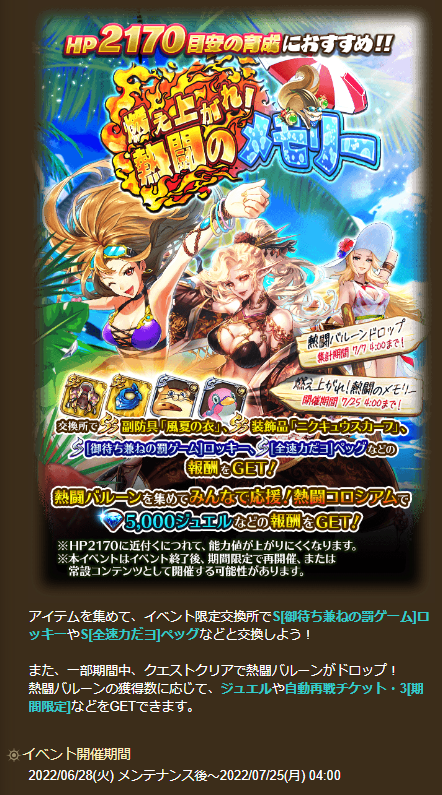 HP2170目安の育成におすすめ!!
燃え上がれ!
熱闘のメモリー
熱闘バルーンドロップ
集計期間 7/7 4:00まで!
燃え上がれ!熱闘のメモリー
開催期間 7/25 4:00まで!
交換所でS副防具「風夏の衣」、S装飾品「ニクキュウスカーフ」、
S[御待ち兼ねの罰ゲーム]ロッキー、S[全速力だヨ]ペッグなどの
報酬をGET!
熱闘バルーンを集めてみんなで応援!熱闘コロシアムで
5,000ジュエルなどの報酬をGET!
※HP2170に近付くにつれて、能力値が上がりにくくなります。
※本イベントはイベント終了後、期間限定で再開催、または
常設コンテンツとして開催する可能性があります。
アイテムを集めて、イベント限定交換所でS[御待ち兼ねの罰ゲーム]ロ
ッキーやS[全速力だヨ]ペッグなどと交換しよう!
また、一部期間中、クエストクリアで熱闘バルーンがドロップ!
熱闘バルーンの獲得数に応じて、ジュエルや自動再戦チケット・3[期
間限定]などをGETできます。
イベント開催期間
2022/06/28(火) メンテナンス後～2022/07/25(月) 04:00